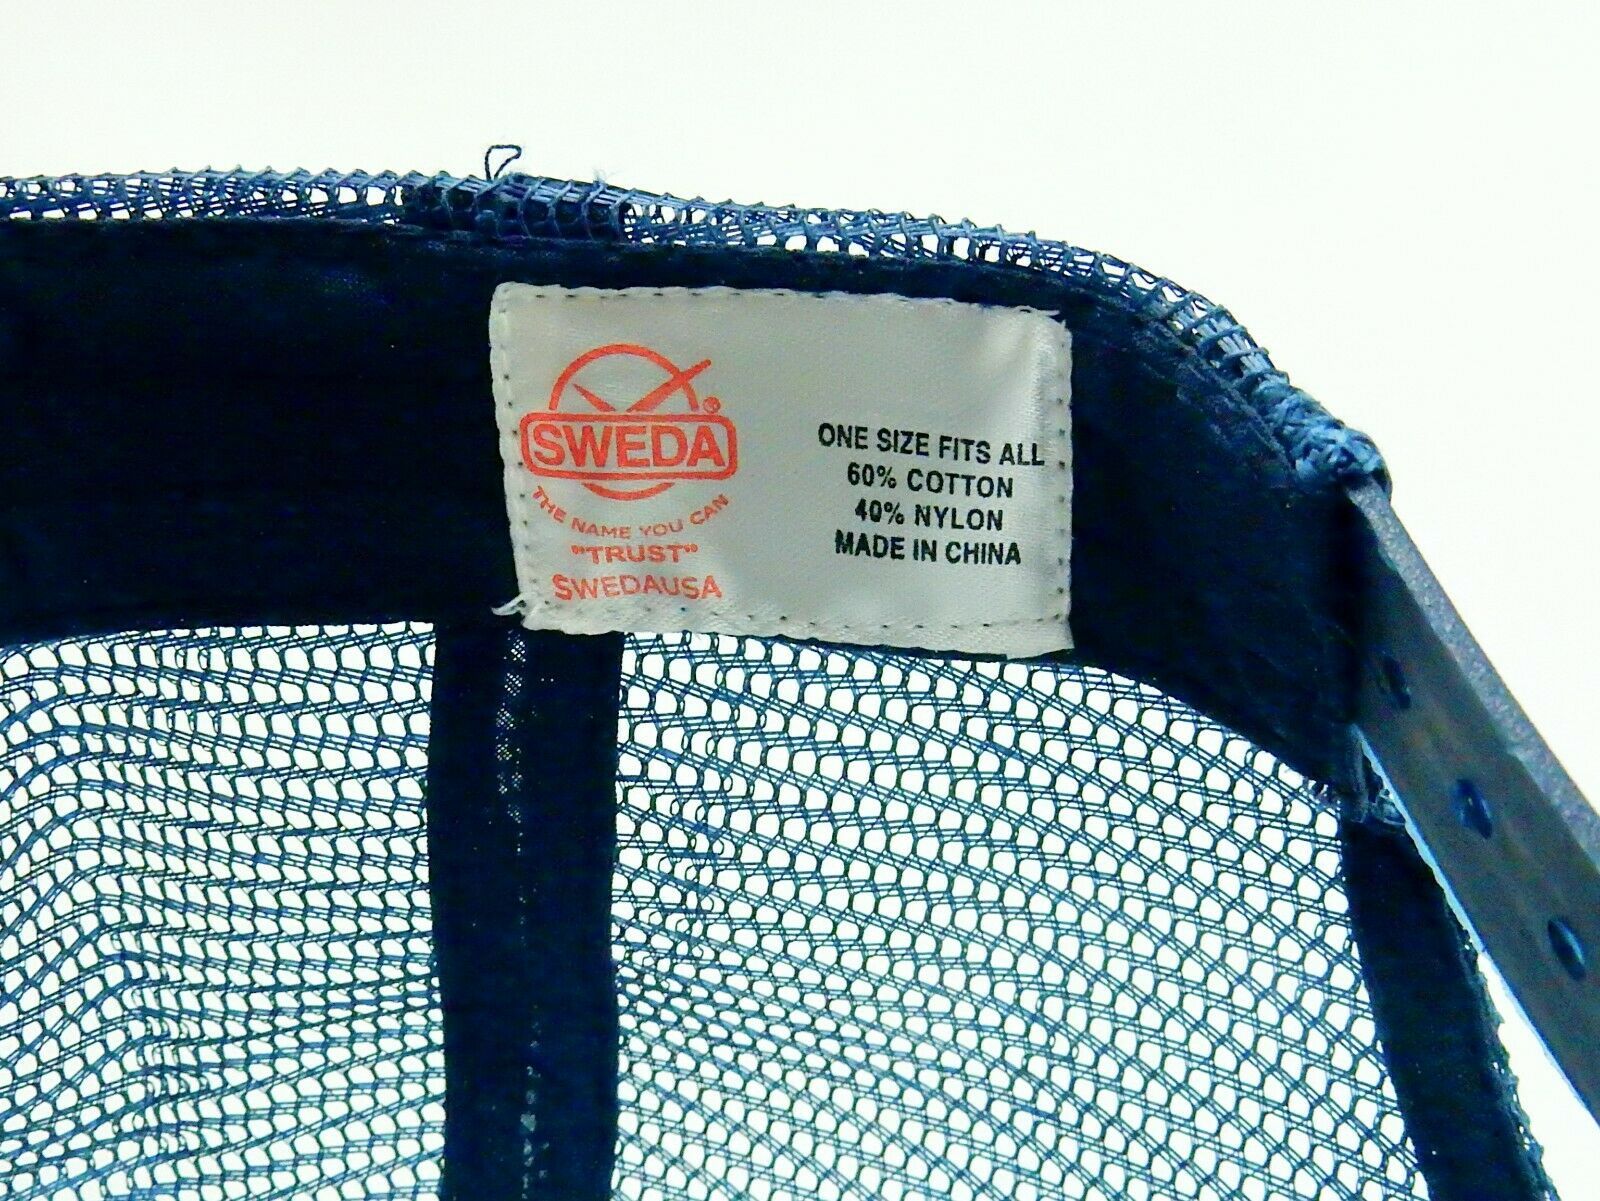 SWEDA®
THE NAME YOU CAN
"TRUST"
SWEDAUSA
ONE SIZE FITS ALL
60% COTTON
40% NYLON
MADE IN CHINA